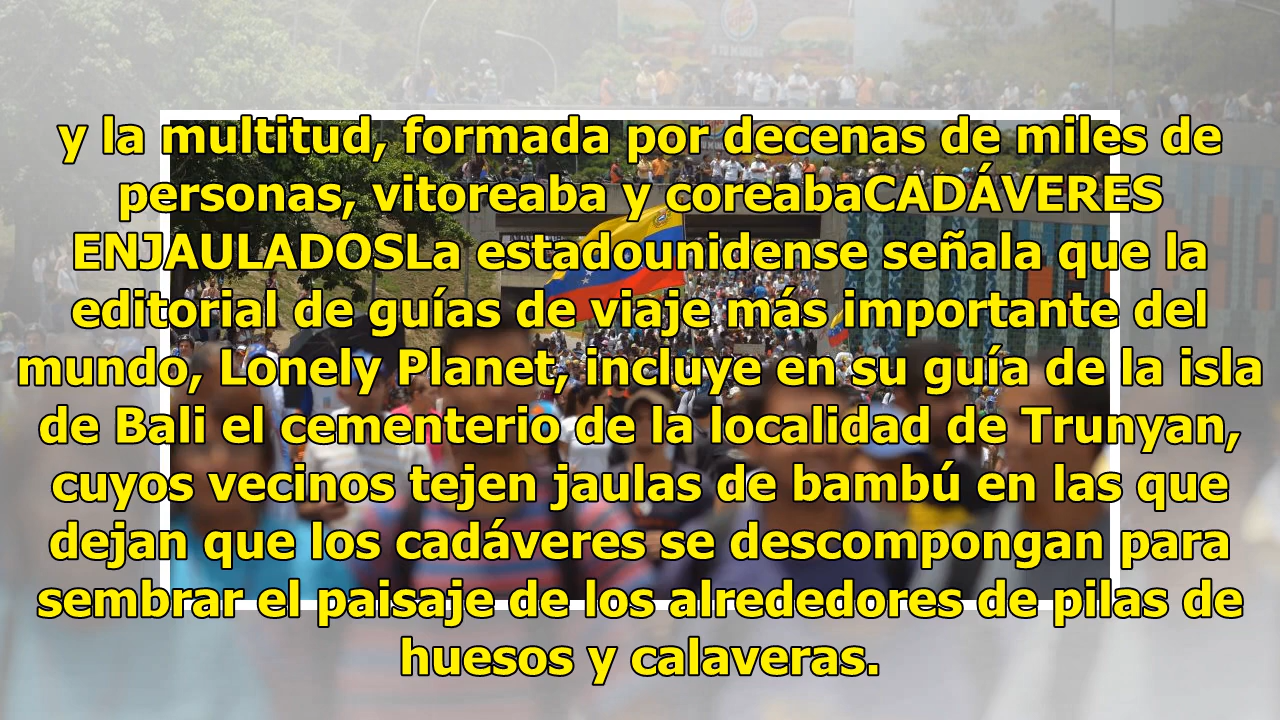 y la multitud, formada por decenas de miles de
personas, vitoreaba y coreabaCADÁVERES
ENJAULADOSLa estadounidense señala que la
editorial de guías de viaje más importante del
mundo, Lonely Planet, incluye en su guía de la isla
de Bali el cementerio de la localidad de Trunyan,
cuyos vecinos tejen jaulas de bambú en las que
dejan que los cadáveres se descompongan para
sembrar el paisaje de los alrededores de pilas de
huesos y calaveras.